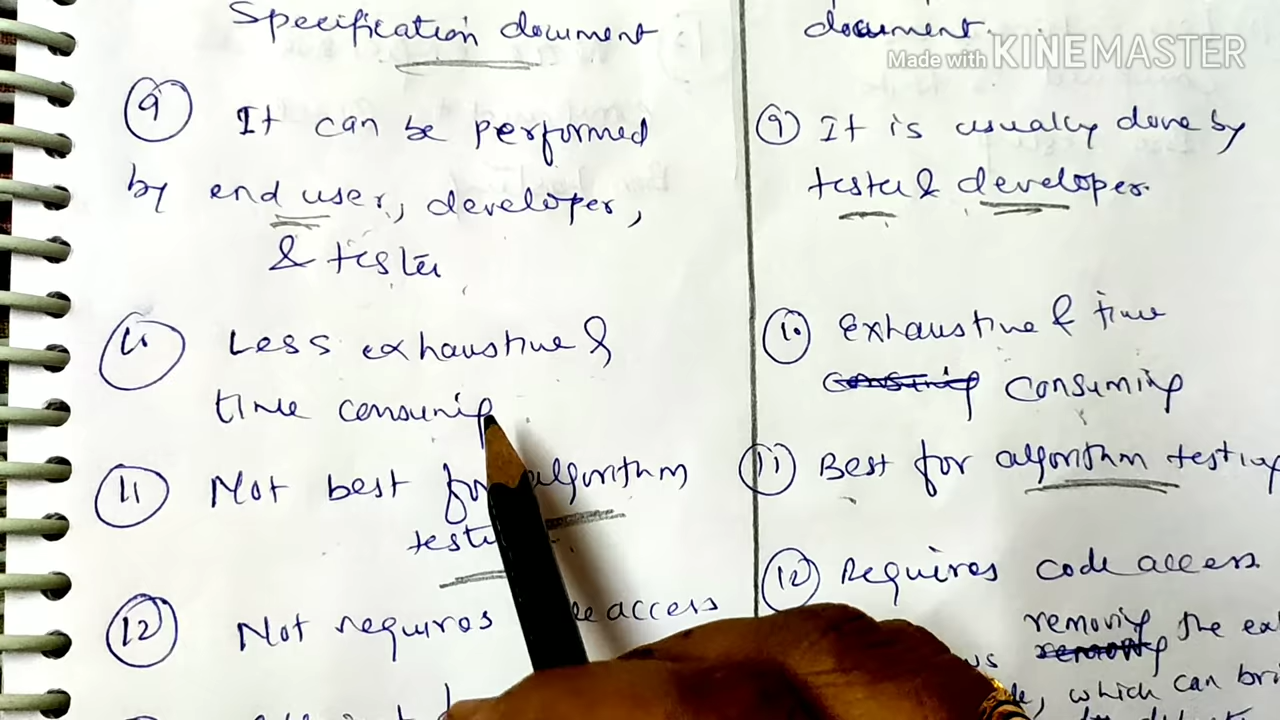 Specification document
9 It can be performed
by end user, developer,
& tester
10 Less exhaustive &
time consuming
11 Not best for algorithm
12 Not requires access
document.
Made with KINEMASTER
9 It is usually done by
tester & developer.
10 Exhaustive & time
consuming
11 Best for algorithm testing
12 Requires code access.
removing the
which can